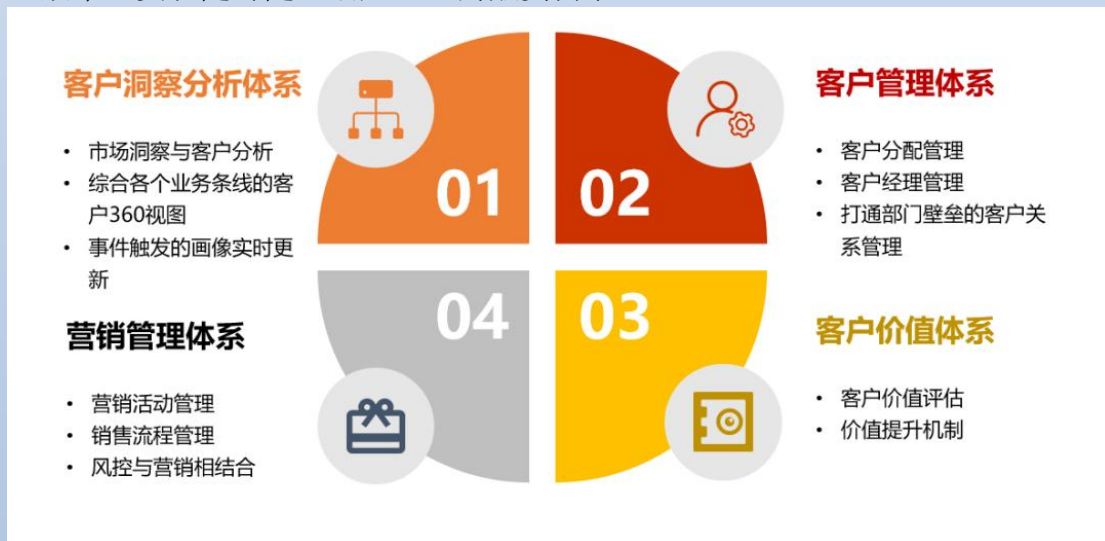 客户洞察分析体系
• 市场洞察与客户分析
• 综合各个业务条线的客
户360视图
• 事件触发的画像实时更
新
01
02
客户管理体系
• 客户分配管理
• 客户经理管理
• 打通部门壁垒的客户关
系管理
营销管理体系
• 营销活动管理
• 销售流程管理
• 风控与营销相结合
04
03
客户价值体系
• 客户价值评估
• 价值提升机制